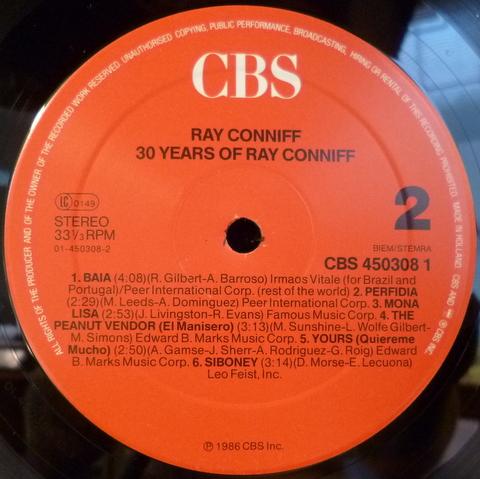 ALL RIGHTS OF THE PRODUCER AND OF THE OWNER OF THE RECORDED WORK RESERVED. UNAUTHORISED COPYING, PUBLIC PERFORMANCE, BROADCASTING, HIRING OR RENTAL OF THIS RECORDING PROHIBITED. MADE IN HOLLAND.
CBS
RAY CONNIFF
30 YEARS OF RAY CONNIFF
LC 0149
STEREO
33⅓ RPM
01-450308-2
2
BIEM/STEMRA
CBS 450308 1
1. BAIA (4:08)(R. Gilbert-A. Barroso) Irmaos Vitale (for Brazil and
Portugal)/Peer International Corp. (rest of the world) 2. PERFIDIA
(2:29)(M. Leeds-A. Dominguez) Peer International Corp. 3. MONA
LISA (2:53)(J. Livingston-R. Evans) Famous Music Corp. 4. THE
PEANUT VENDOR (El Manisero) (3:13)(M. Sunshine-L. Wolfe Gilbert-
M. Simons) Edward B. Marks Music Corp. 5. YOURS (Quiereme
Mucho) (2:50)(A. Gamse-J. Sherr-A. Rodriguez-G. Roig) Edward
B. Marks Music Corp. 6. SIBONEY (3:14)(D. Morse-E. Lecuona)
Leo Feist, Inc.
℗ 1986 CBS Inc.